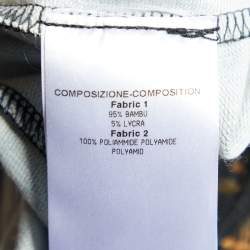 COMPOSIZIONE-COMPOSITION
Fabric 1
95% BAMBU
5% LYCRA
Fabric 2
100% POLIAMMIDE POLYAMIDE
POLYAMID